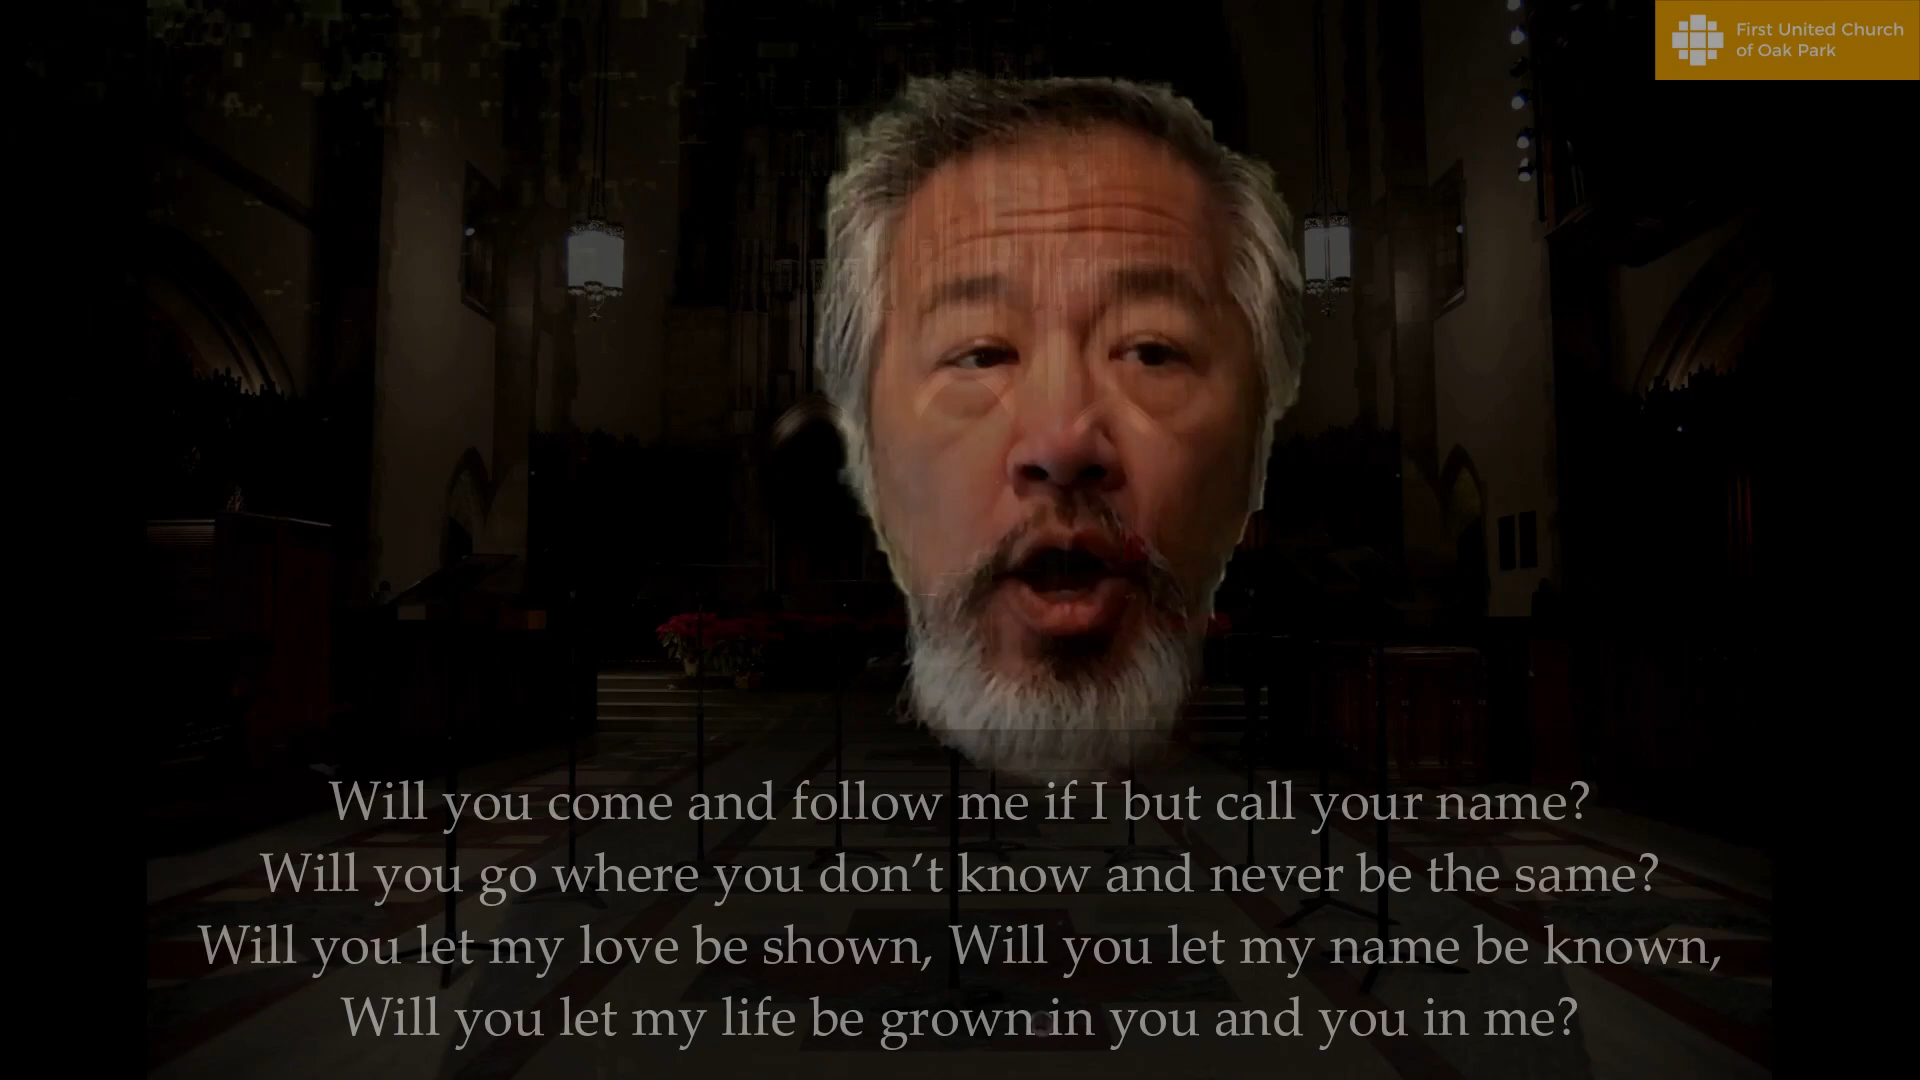 First United Church
of Oak Park
Will you come and follow me if I but call your name?
Will you go where you don’t know and never be the same?
Will you let my love be shown, Will you let my name be known,
Will you let my life be grown in you and you in me?